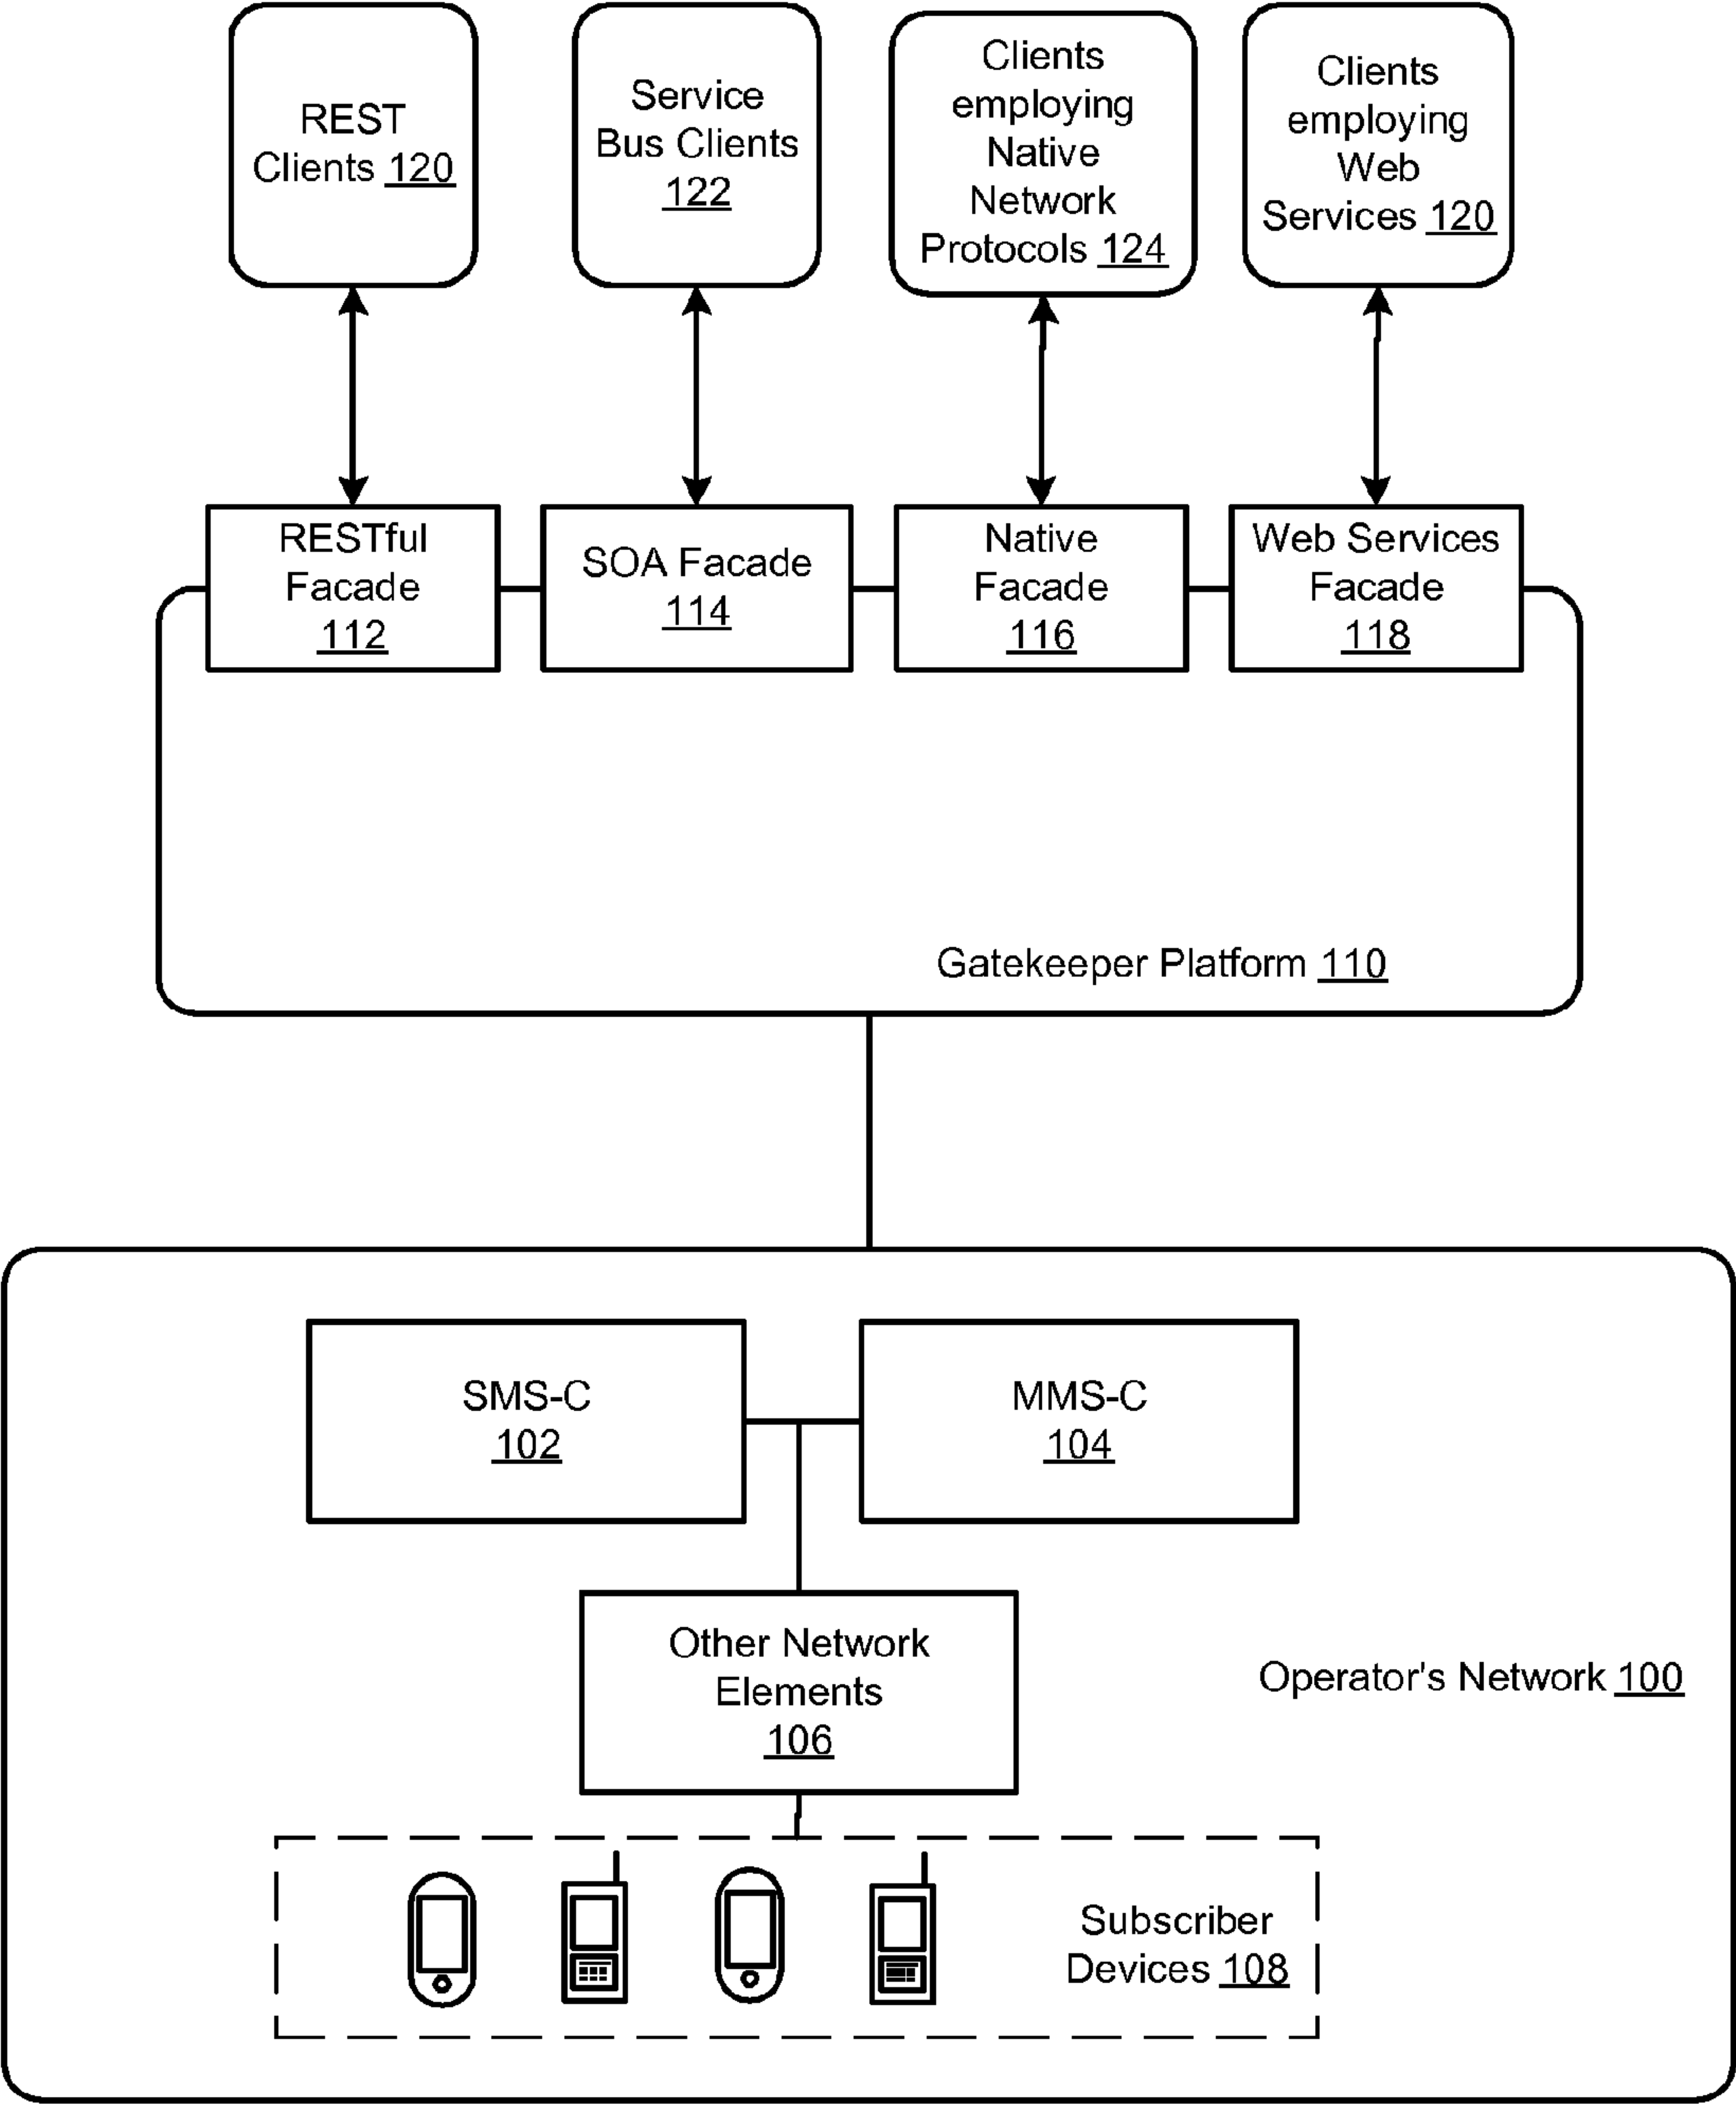 REST
Clients 120
Service
Bus Clients
122
Clients
employing
Native
Network
Protocols 124
Clients
employing
Web
Services 120
RESTful
Facade
112
SOA Facade
114
Native
Facade
116
Web Services
Facade
118
Gatekeeper Platform 110
SMS-C
102
MMS-C
104
Other Network
Elements
106
Operator's Network 100
Subscriber
Devices 108